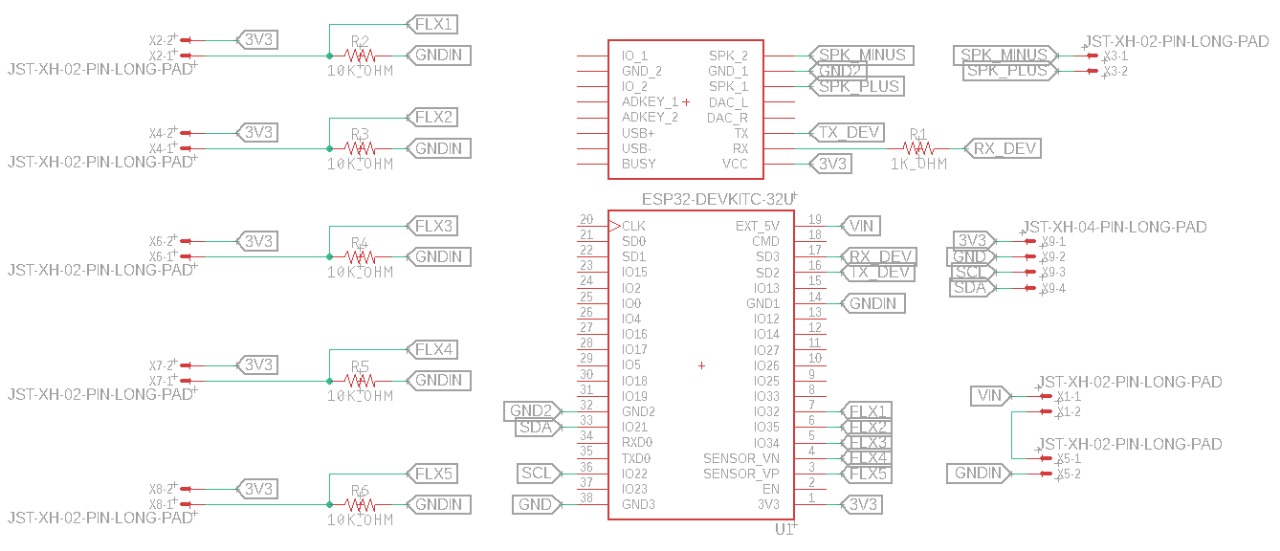 X2-2 3V3 FLX1
X2-1 R2 GNDIN
JST-XH-02-PIN-LONG-PAD 10K_OHM
X4-2 3V3 FLX2
X4-1 R3 GNDIN
JST-XH-02-PIN-LONG-PAD 10K_OHM
X6-2 3V3 FLX3
X6-1 R4 GNDIN
JST-XH-02-PIN-LONG-PAD 10K_OHM
X7-2 3V3 FLX4
X7-1 R5 GNDIN
JST-XH-02-PIN-LONG-PAD 10K_OHM
X8-2 3V3 FLX5
X8-1 R6 GNDIN
JST-XH-02-PIN-LONG-PAD 10K_OHM
IO_1 SPK_2 SPK_MINUS
GND_2 GND_1 GND2
IO_2 SPK_1 SPK_PLUS
ADKEY_1 DAC_L
ADKEY_2 DAC_R
USB+ TX TX_DEV
USB- RX R1 1K_OHM RX_DEV
BUSY VCC 3V3
ESP32-DEVKITC-32U
20 CLK EXT_5V 19 VIN
21 SD0 CMD 18
22 SD1 SD3 17 RX_DEV
23 IO15 SD2 16 TX_DEV
24 IO2 IO13 15
25 IO0 GND1 14 GNDIN
26 IO4 IO12 13
27 IO16 IO14 12
28 IO17 IO27 11
29 IO5 IO26 10
30 IO18 IO25 9
31 IO19 IO33 8
GND2 32 GND2 IO32 7 FLX1
SDA 33 IO21 IO35 6 FLX2
34 RXD0 IO34 5 FLX3
35 TXD0 SENSOR_VN 4 FLX4
SCL 36 IO22 SENSOR_VP 3 FLX5
37 IO23 EN 2
GND 38 GND3 3V3 1 3V3
U1
JST-XH-02-PIN-LONG-PAD
SPK_MINUS X3-1
SPK_PLUS X3-2
JST-XH-04-PIN-LONG-PAD
3V3 X9-1
GND X9-2
SCL X9-3
SDA X9-4
JST-XH-02-PIN-LONG-PAD
VIN X1-1
X1-2
JST-XH-02-PIN-LONG-PAD
X5-1
GNDIN X5-2